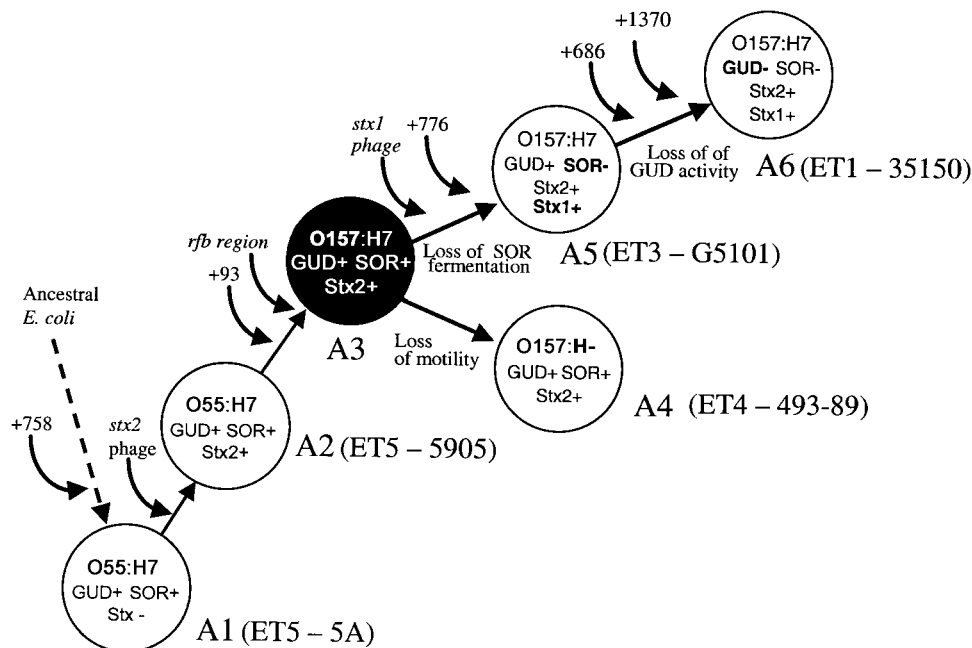 +1370
+686
O157:H7
GUD- SOR-
Stx2+
Stx1+
A6 (ET1 – 35150)
Loss of of
GUD activity
stx1
phage
+776
O157:H7
GUD+ SOR-
Stx2+
Stx1+
A5 (ET3 – G5101)
Loss of SOR
fermentation
rfb region
+93
O157:H7
GUD+ SOR+
Stx2+
A3
Loss
of motility
O157:H-
GUD+ SOR+
Stx2+
A4 (ET4 – 493-89)
Ancestral
E. coli
+758
stx2
phage
O55:H7
GUD+ SOR+
Stx2+
A2 (ET5 – 5905)
O55:H7
GUD+ SOR+
Stx -
A1 (ET5 – 5A)